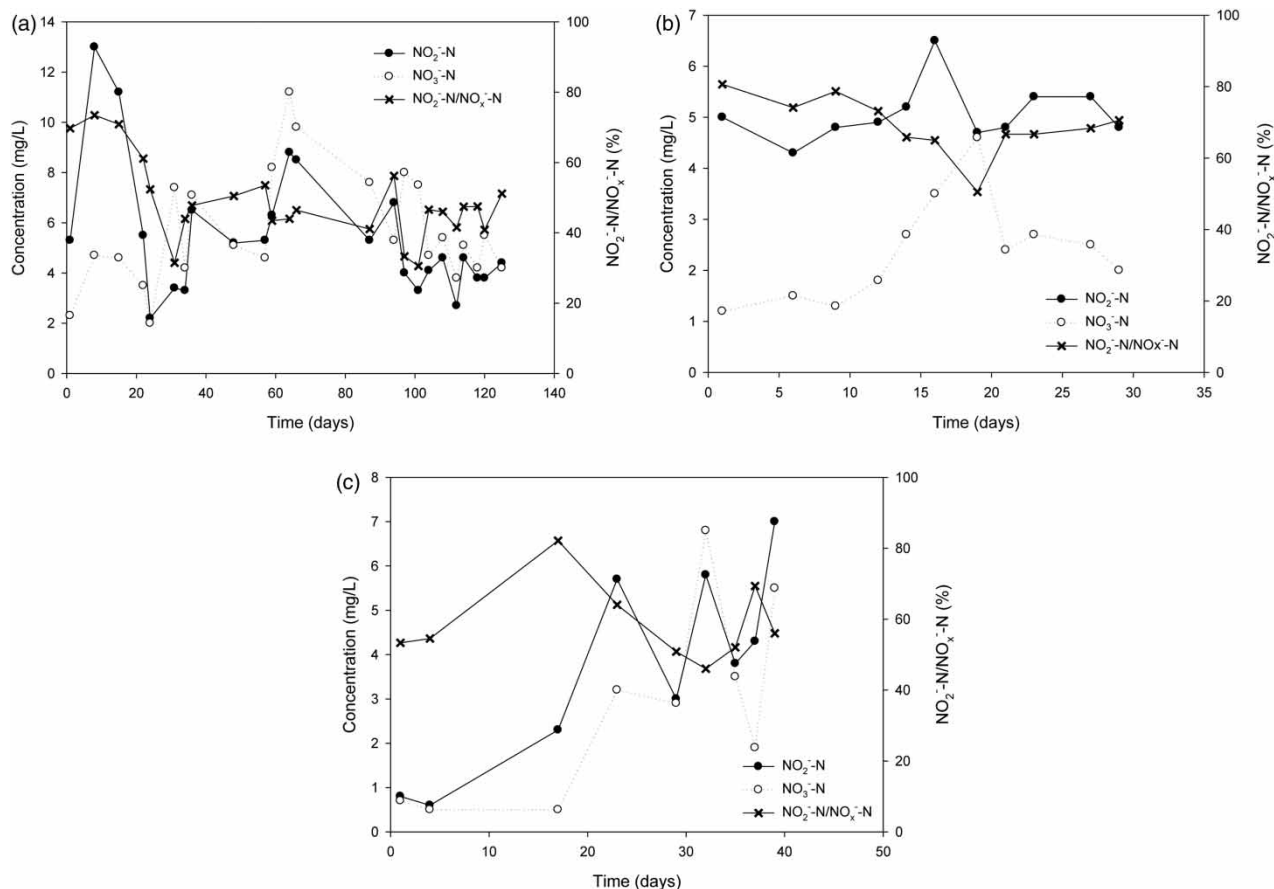 (a)
14
12
10
8
6
4
2
0
Concentration (mg/L)
100
80
60
40
20
0
NO₂⁻-N/NOₓ⁻-N (%)
NO₂⁻-N
NO₃⁻-N
NO₂⁻-N/NOₓ⁻-N
0 20 40 60 80 100 120 140
Time (days)
(b)
7
6
5
4
3
2
1
0
Concentration (mg/L)
100
80
60
40
20
0
NO₂⁻-N/NOₓ⁻-N (%)
NO₂⁻-N
NO₃⁻-N
NO₂⁻-N/NOx⁻-N
0 5 10 15 20 25 30 35
Time (days)
(c)
8
7
6
5
4
3
2
1
0
Concentration (mg/L)
100
80
60
40
20
0
NO₂⁻-N/NOₓ⁻-N (%)
NO₂⁻-N
NO₃⁻-N
NO₂⁻-N/NOₓ⁻-N
0 10 20 30 40 50
Time (days)